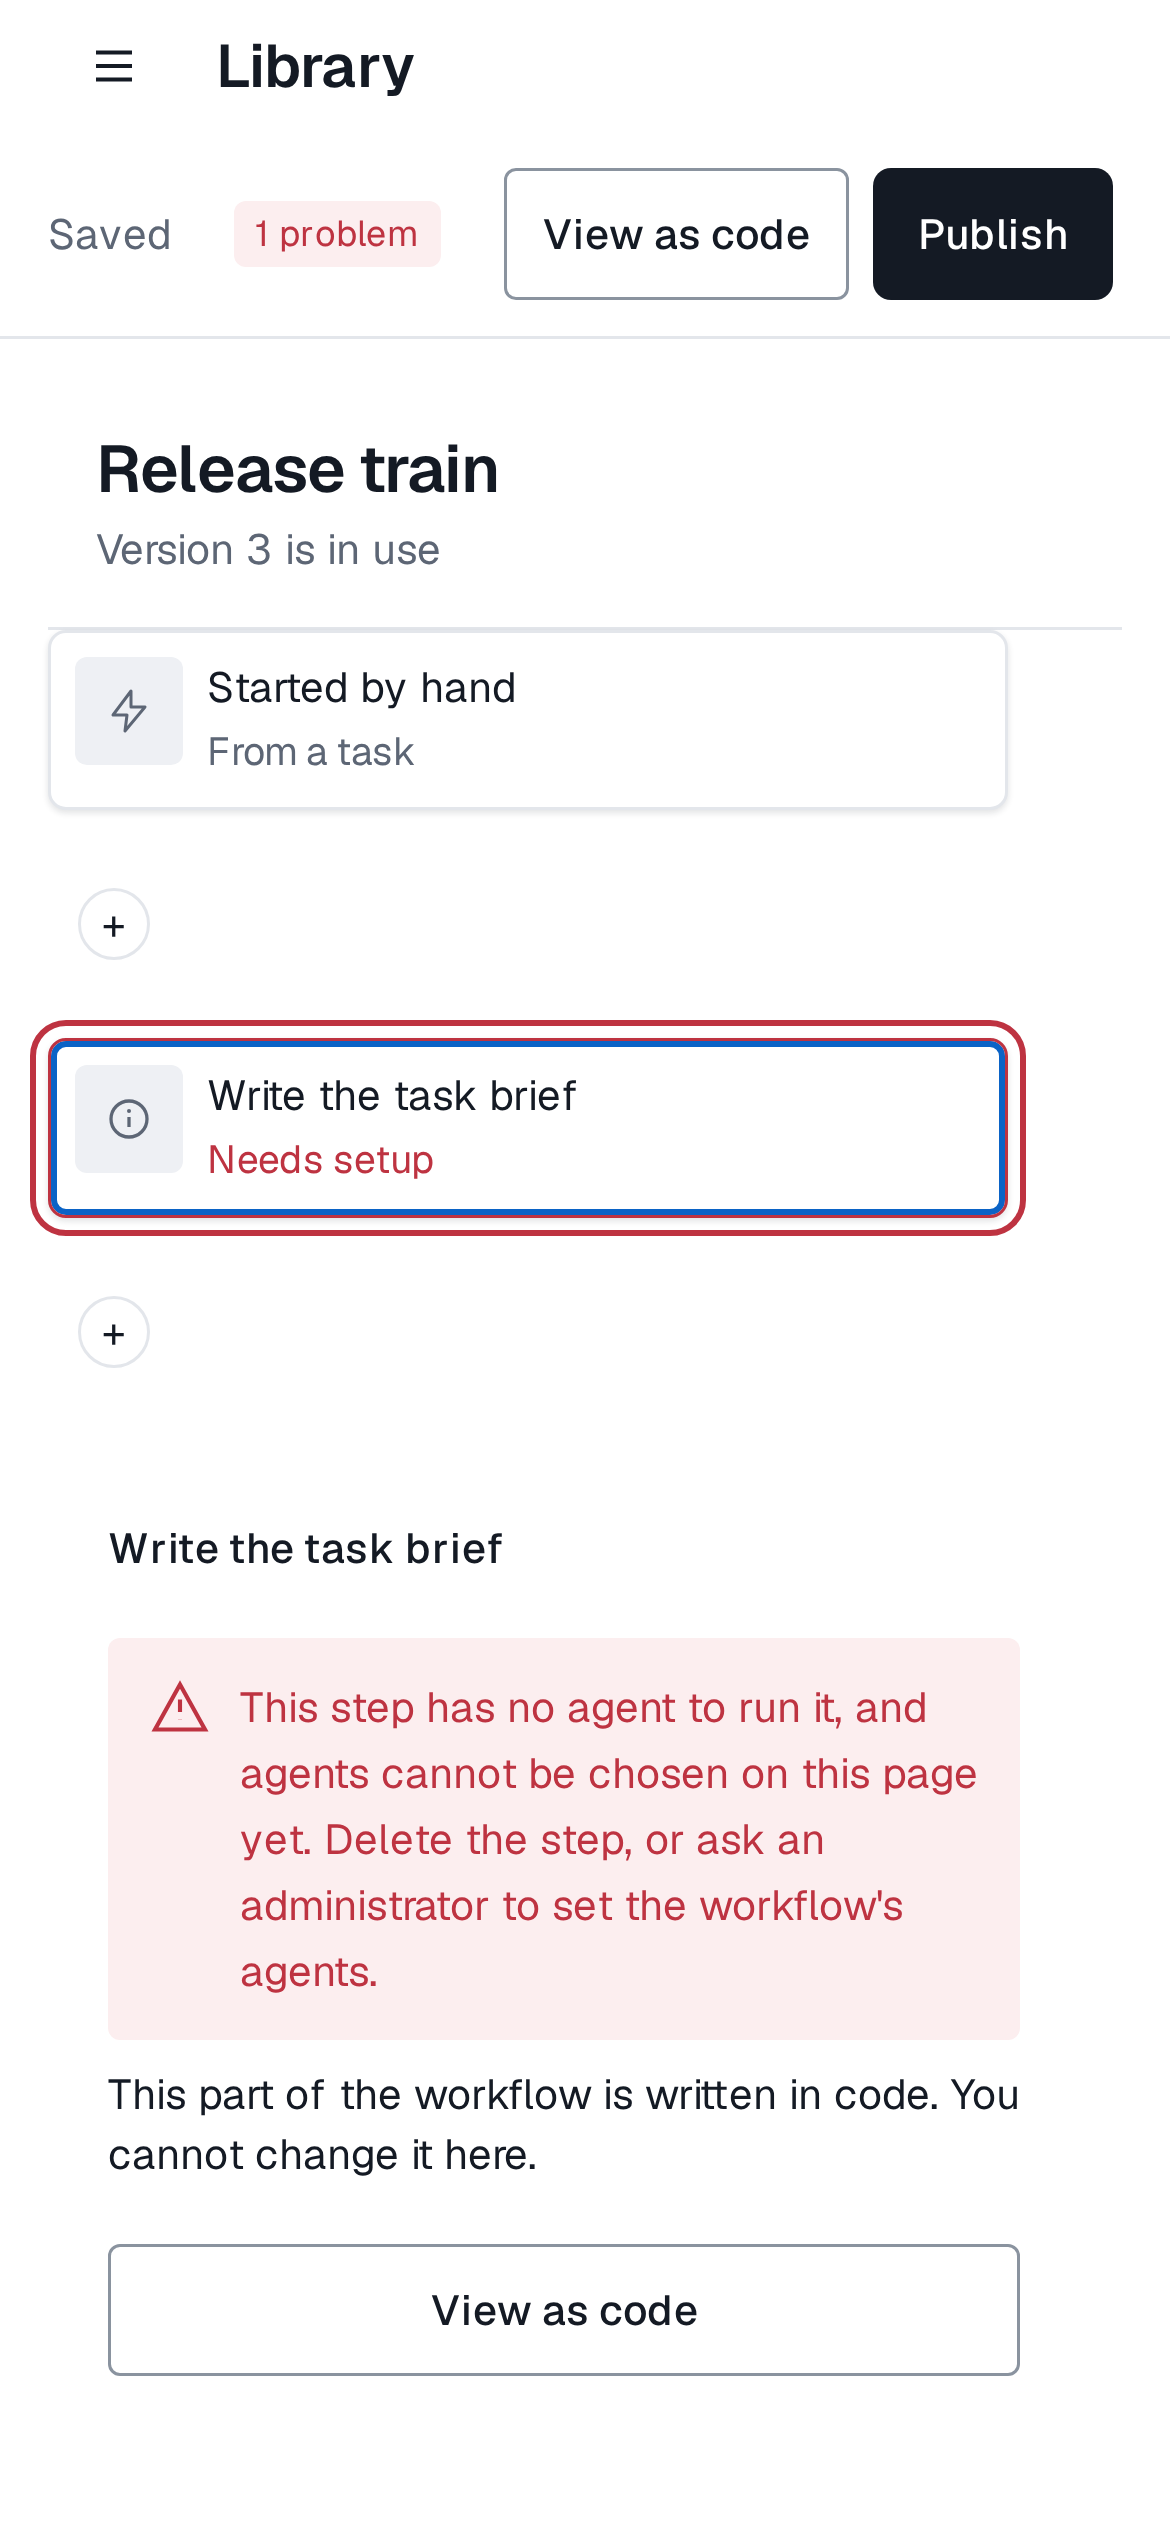 Library
Saved
1 problem
View as code
Publish
Release train
Version 3 is in use
Started by hand
From a task
+
Write the task brief
Needs setup
+
Write the task brief
This step has no agent to run it, and
agents cannot be chosen on this page
yet. Delete the step, or ask an
administrator to set the workflow's
agents.
This part of the workflow is written in code. You
cannot change it here.
View as code